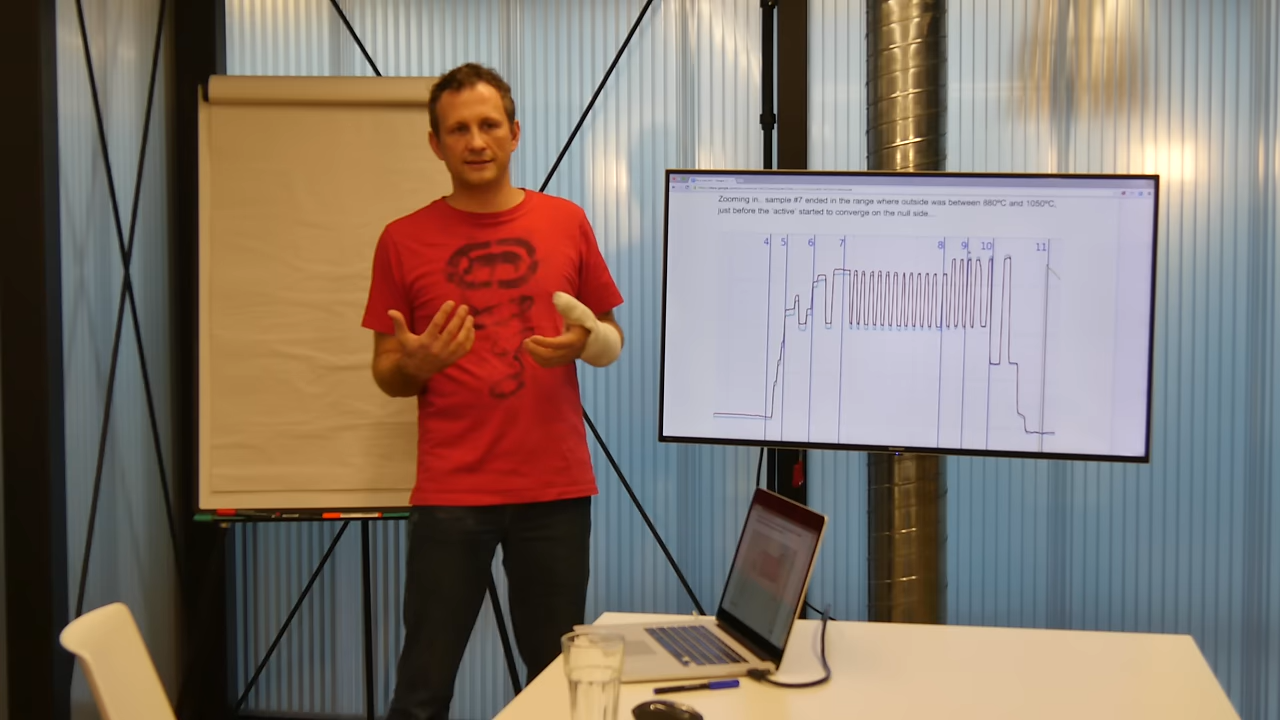 Zooming in.. sample #7 ended in the range where outside was between 880ºC and 1050ºC,
just before the 'active' started to converge on the null side...
4 5 6 7 8 9 10 11